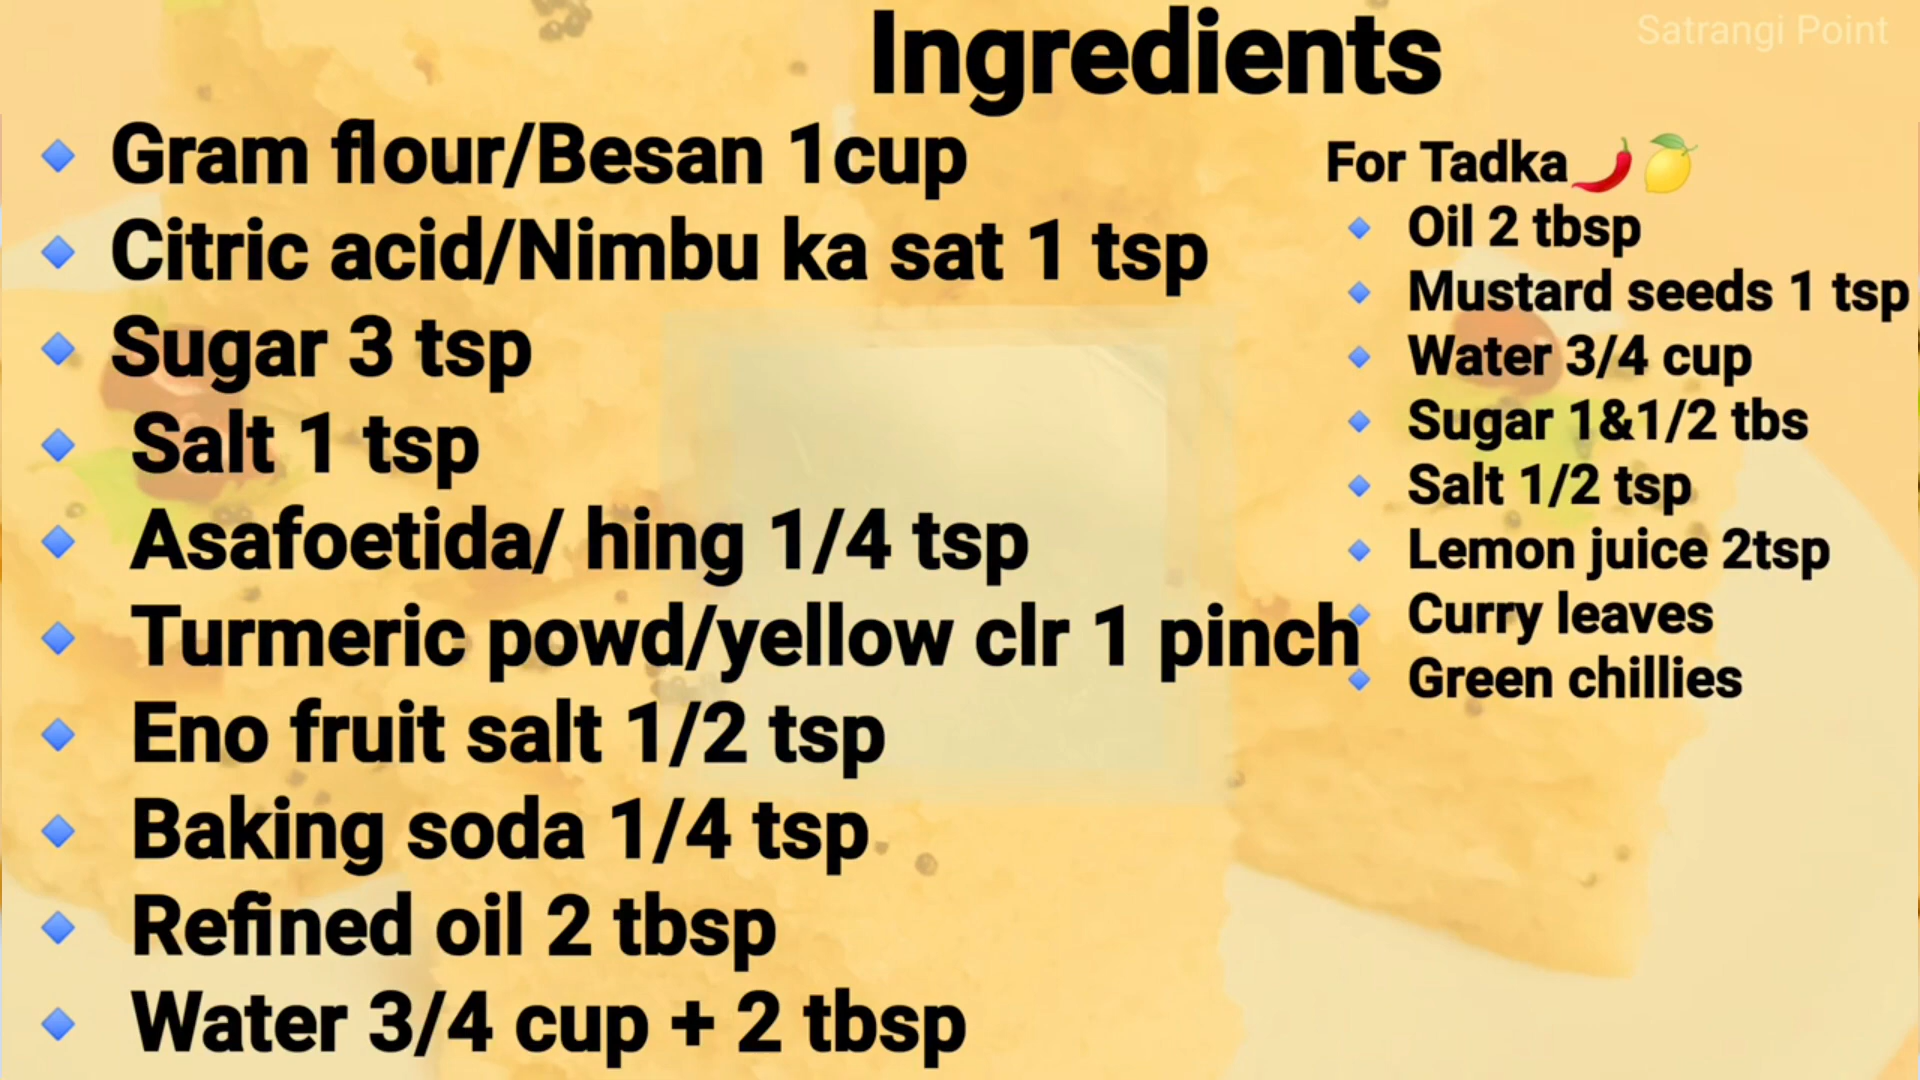 Ingredients
Satrangi Point
🔹 Gram flour/Besan 1cup
🔹 Citric acid/Nimbu ka sat 1 tsp
🔹 Sugar 3 tsp
🔹 Salt 1 tsp
🔹 Asafoetida/ hing 1/4 tsp
🔹 Turmeric powd/yellow clr 1 pinch
🔹 Eno fruit salt 1/2 tsp
🔹 Baking soda 1/4 tsp
🔹 Refined oil 2 tbsp
🔹 Water 3/4 cup + 2 tbsp
For Tadka🌶️🍋
🔹 Oil 2 tbsp
🔹 Mustard seeds 1 tsp
🔹 Water 3/4 cup
🔹 Sugar 1&1/2 tbs
🔹 Salt 1/2 tsp
🔹 Lemon juice 2tsp
🔹 Curry leaves
🔹 Green chillies